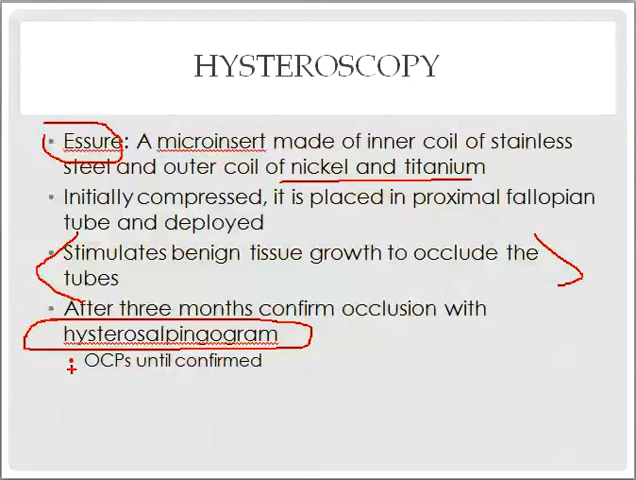 HYSTEROSCOPY
• Essure: A microinsert made of inner coil of stainless
steel and outer coil of nickel and titanium
• Initially compressed, it is placed in proximal fallopian
tube and deployed
• Stimulates benign tissue growth to occlude the
tubes
• After three months confirm occlusion with
hysterosalpingogram
• OCPs until confirmed